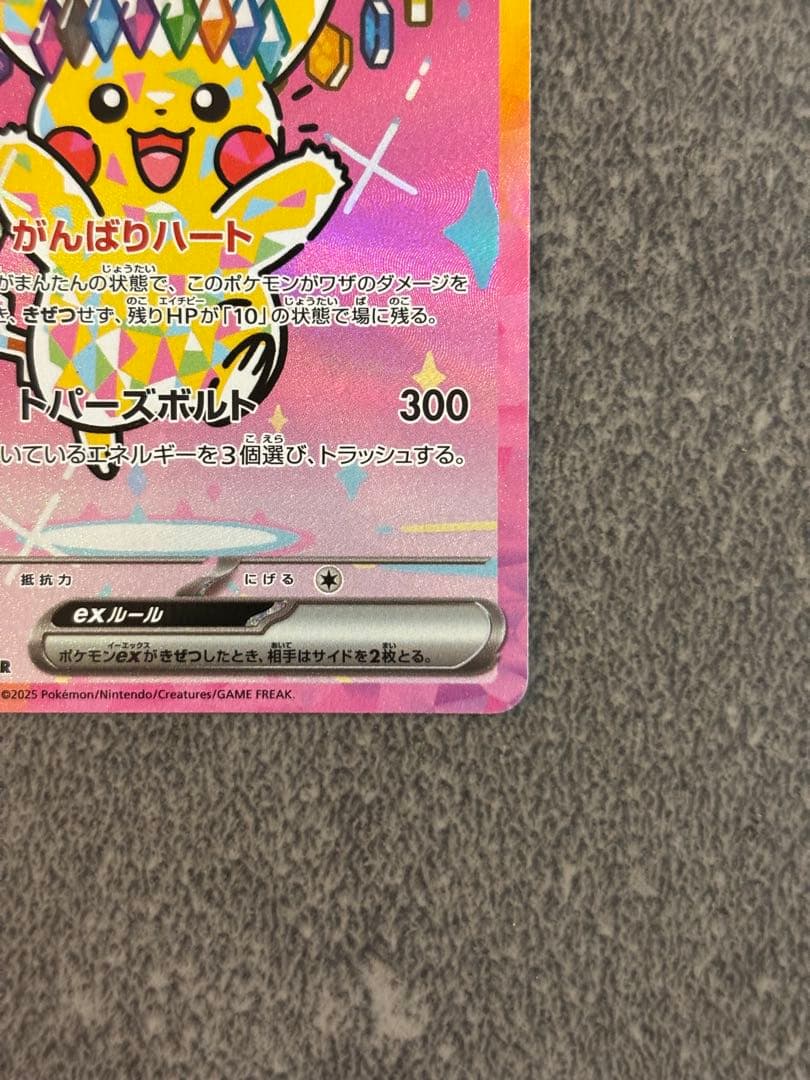 がんばりハート
がまんたんの状態で、このポケモンがワザのダメージを
き、きぜつせず、残りHPが「10」の状態で場に残る。
トパーズボルト 300
いているエネルギーを3個選び、トラッシュする。
抵抗力 にげる
exルール
ポケモンexがきぜつしたとき、相手はサイドを2枚とる。
R
©2025 Pokémon/Nintendo/Creatures/GAME FREAK.